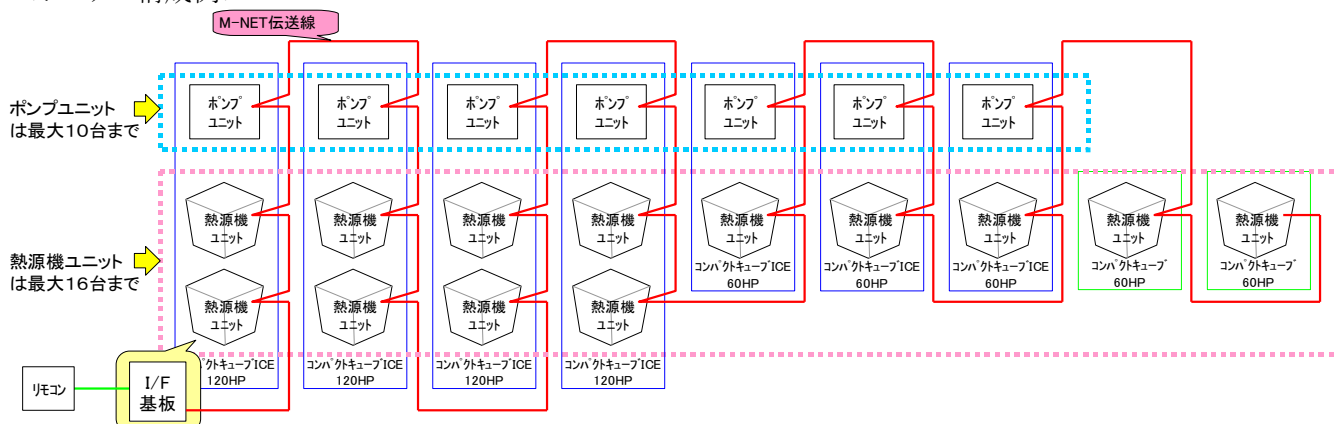 M-NET伝送線
ポンプユニット
は最大10台まで
ポンプ
ユニット
ポンプ
ユニット
ポンプ
ユニット
ポンプ
ユニット
ポンプ
ユニット
ポンプ
ユニット
ポンプ
ユニット
熱源機ユニット
は最大16台まで
熱源機
ユニット
熱源機
ユニット
熱源機
ユニット
熱源機
ユニット
熱源機
ユニット
コンパクトキューブICE
60HP
熱源機
ユニット
コンパクトキューブICE
60HP
熱源機
ユニット
コンパクトキューブICE
60HP
熱源機
ユニット
コンパクトキューブ
60HP
熱源機
ユニット
コンパクトキューブ
60HP
熱源機
ユニット
パクトキューブICE
120HP
熱源機
ユニット
コンパクトキューブICE
120HP
熱源機
ユニット
コンパクトキューブICE
120HP
熱源機
ユニット
コンパクトキューブICE
120HP
リモコン
I/F
基板